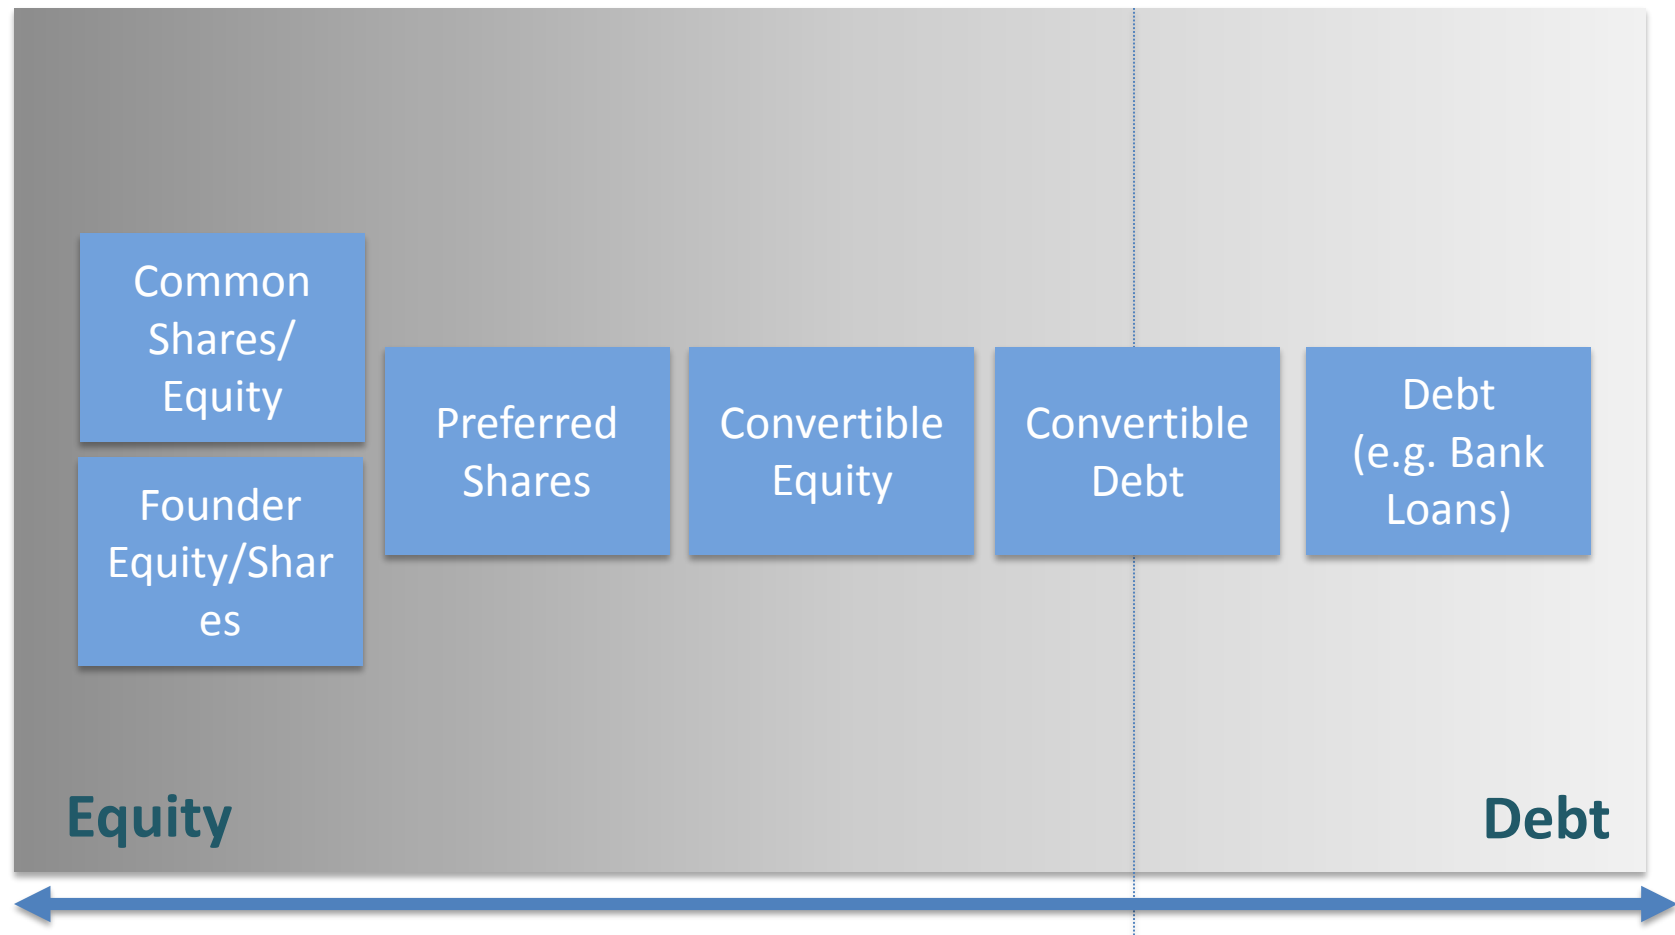 Common
Shares/
Equity
Founder
Equity/Shar
es
Preferred
Shares
Convertible
Equity
Convertible
Debt
Debt
(e.g. Bank
Loans)
Equity
Debt